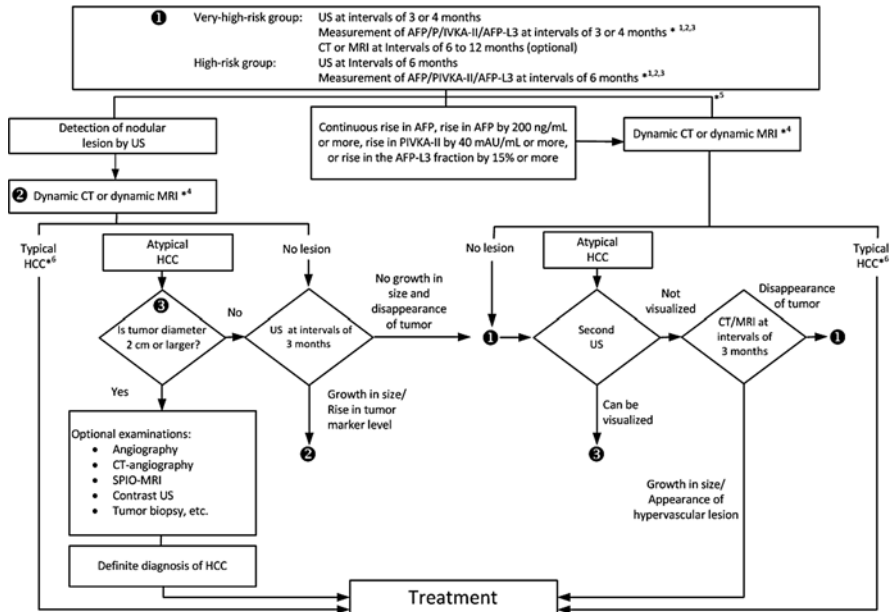 ❶ Very-high-risk group: US at intervals of 3 or 4 months
Measurement of AFP/P/IVKA-II/AFP-L3 at intervals of 3 or 4 months *1,2,3
CT or MRI at Intervals of 6 to 12 months (optional)
High-risk group: US at Intervals of 6 months
Measurement of AFP/PIVKA-II/AFP-L3 at intervals of 6 months *1,2,3
*5
Detection of nodular
lesion by US
Continuous rise in AFP, rise in AFP by 200 ng/mL
or more, rise in PIVKA-II by 40 mAU/mL or more,
or rise in the AFP-L3 fraction by 15% or more
Dynamic CT or dynamic MRI *4
❷ Dynamic CT or dynamic MRI *4
Typical
HCC*6
Atypical
HCC
No lesion
No lesion
Atypical
HCC
Typical
HCC*6
❸
Is tumor diameter
2 cm or larger?
No
US at intervals of
3 months
No growth in
size and
disappearance
of tumor
❶
Second
US
Not
visualized
CT/MRI at
intervals of
3 months
Disappearance
of tumor
❶
Yes
Growth in size/
Rise in tumor
marker level
❷
Can be
visualized
❸
Optional examinations:
• Angiography
• CT-angiography
• SPIO-MRI
• Contrast US
• Tumor biopsy, etc.
Growth in size/
Appearance of
hypervascular lesion
Definite diagnosis of HCC
Treatment